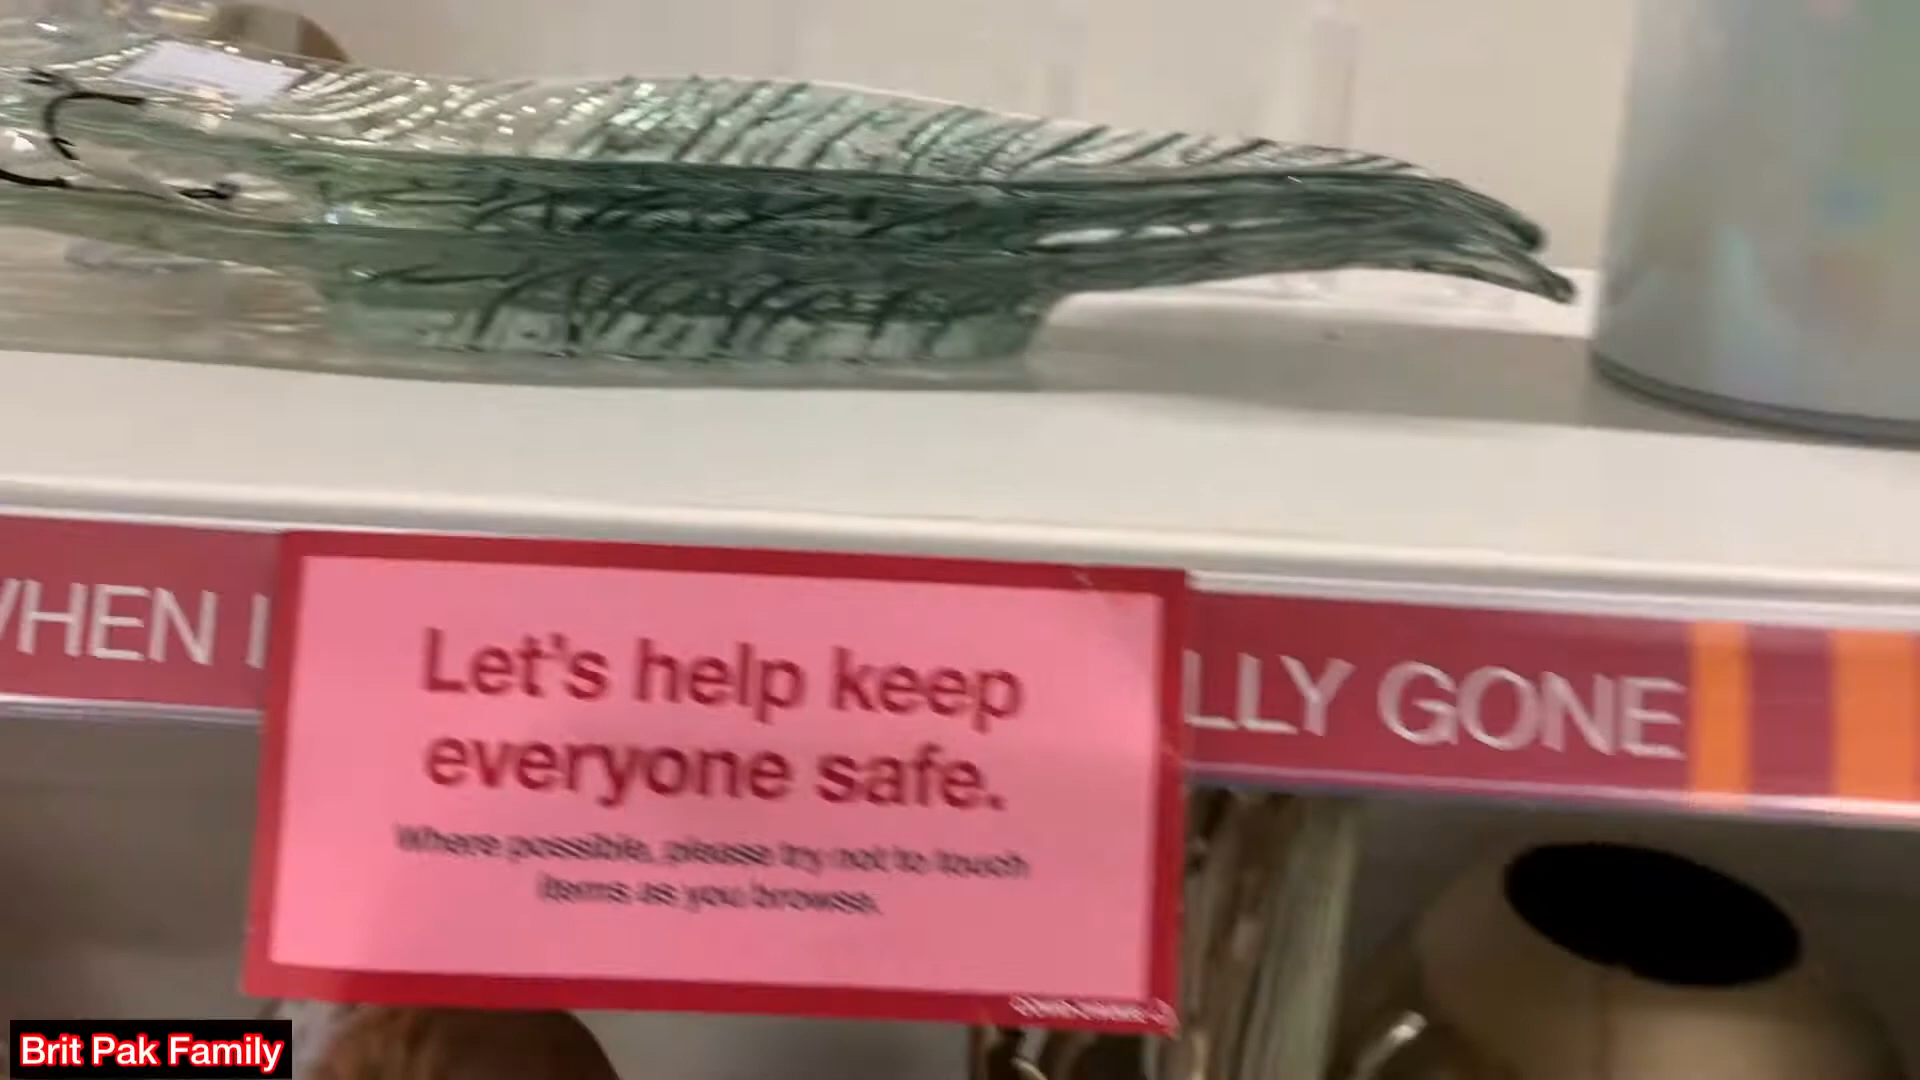 WHEN
LLY GONE
Let's help keep
everyone safe.
Where possible, please try not to touch
items as you browse.
Brit Pak Family